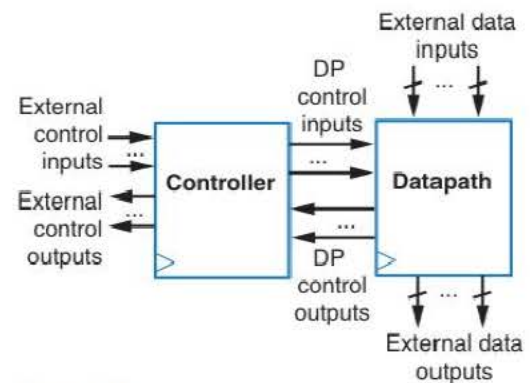 External data
inputs
DP
control
inputs
External
control
inputs
...
...
...
Controller
Datapath
External
control
outputs
...
...
DP
control
outputs
...
External data
outputs